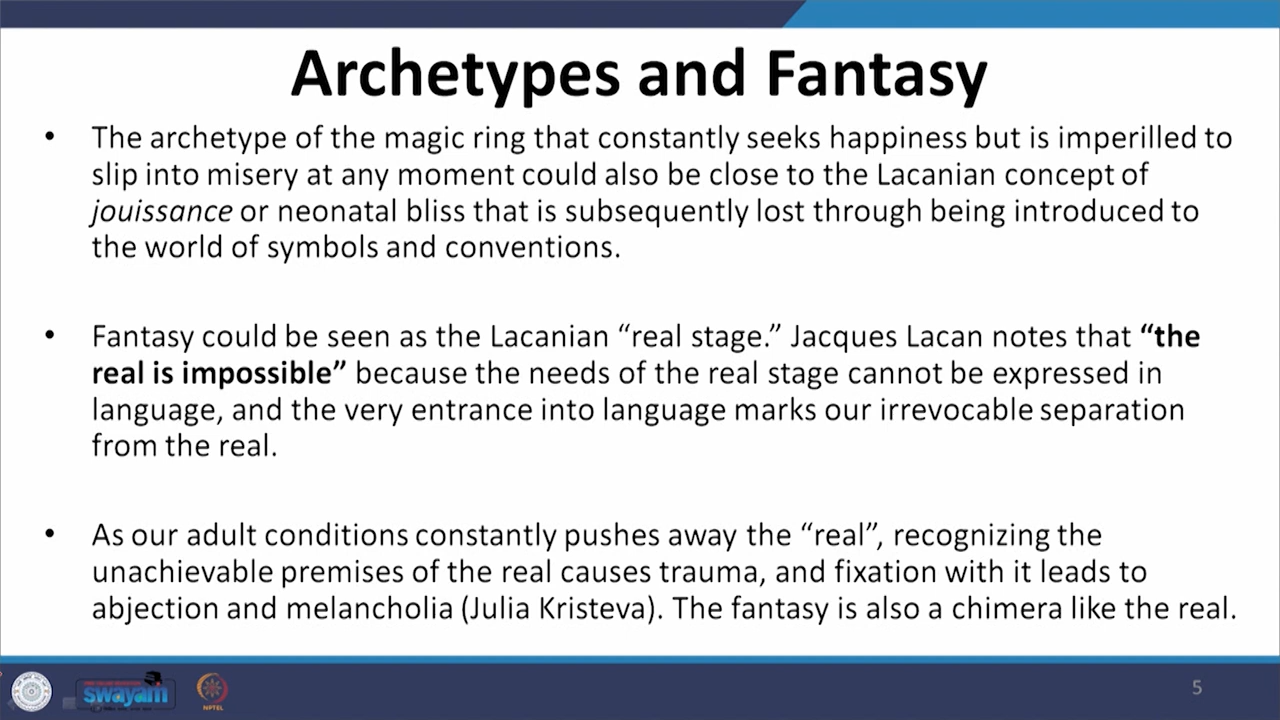 Archetypes and Fantasy
• The archetype of the magic ring that constantly seeks happiness but is imperilled to
slip into misery at any moment could also be close to the Lacanian concept of
jouissance or neonatal bliss that is subsequently lost through being introduced to
the world of symbols and conventions.
• Fantasy could be seen as the Lacanian “real stage.” Jacques Lacan notes that “the
real is impossible” because the needs of the real stage cannot be expressed in
language, and the very entrance into language marks our irrevocable separation
from the real.
• As our adult conditions constantly pushes away the “real”, recognizing the
unachievable premises of the real causes trauma, and fixation with it leads to
abjection and melancholia (Julia Kristeva). The fantasy is also a chimera like the real.
swayam
NPTEL
5